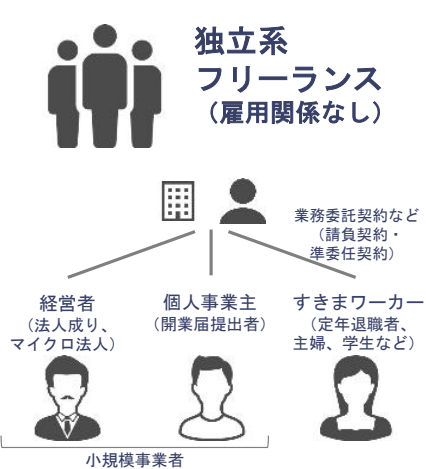 独立系
フリーランス
（雇用関係なし）
業務委託契約など
（請負契約・
準委任契約）
経営者
（法人成り、
マイクロ法人）
個人事業主
（開業届提出者）
すきまワーカー
（定年退職者、
主婦、学生など）
小規模事業者